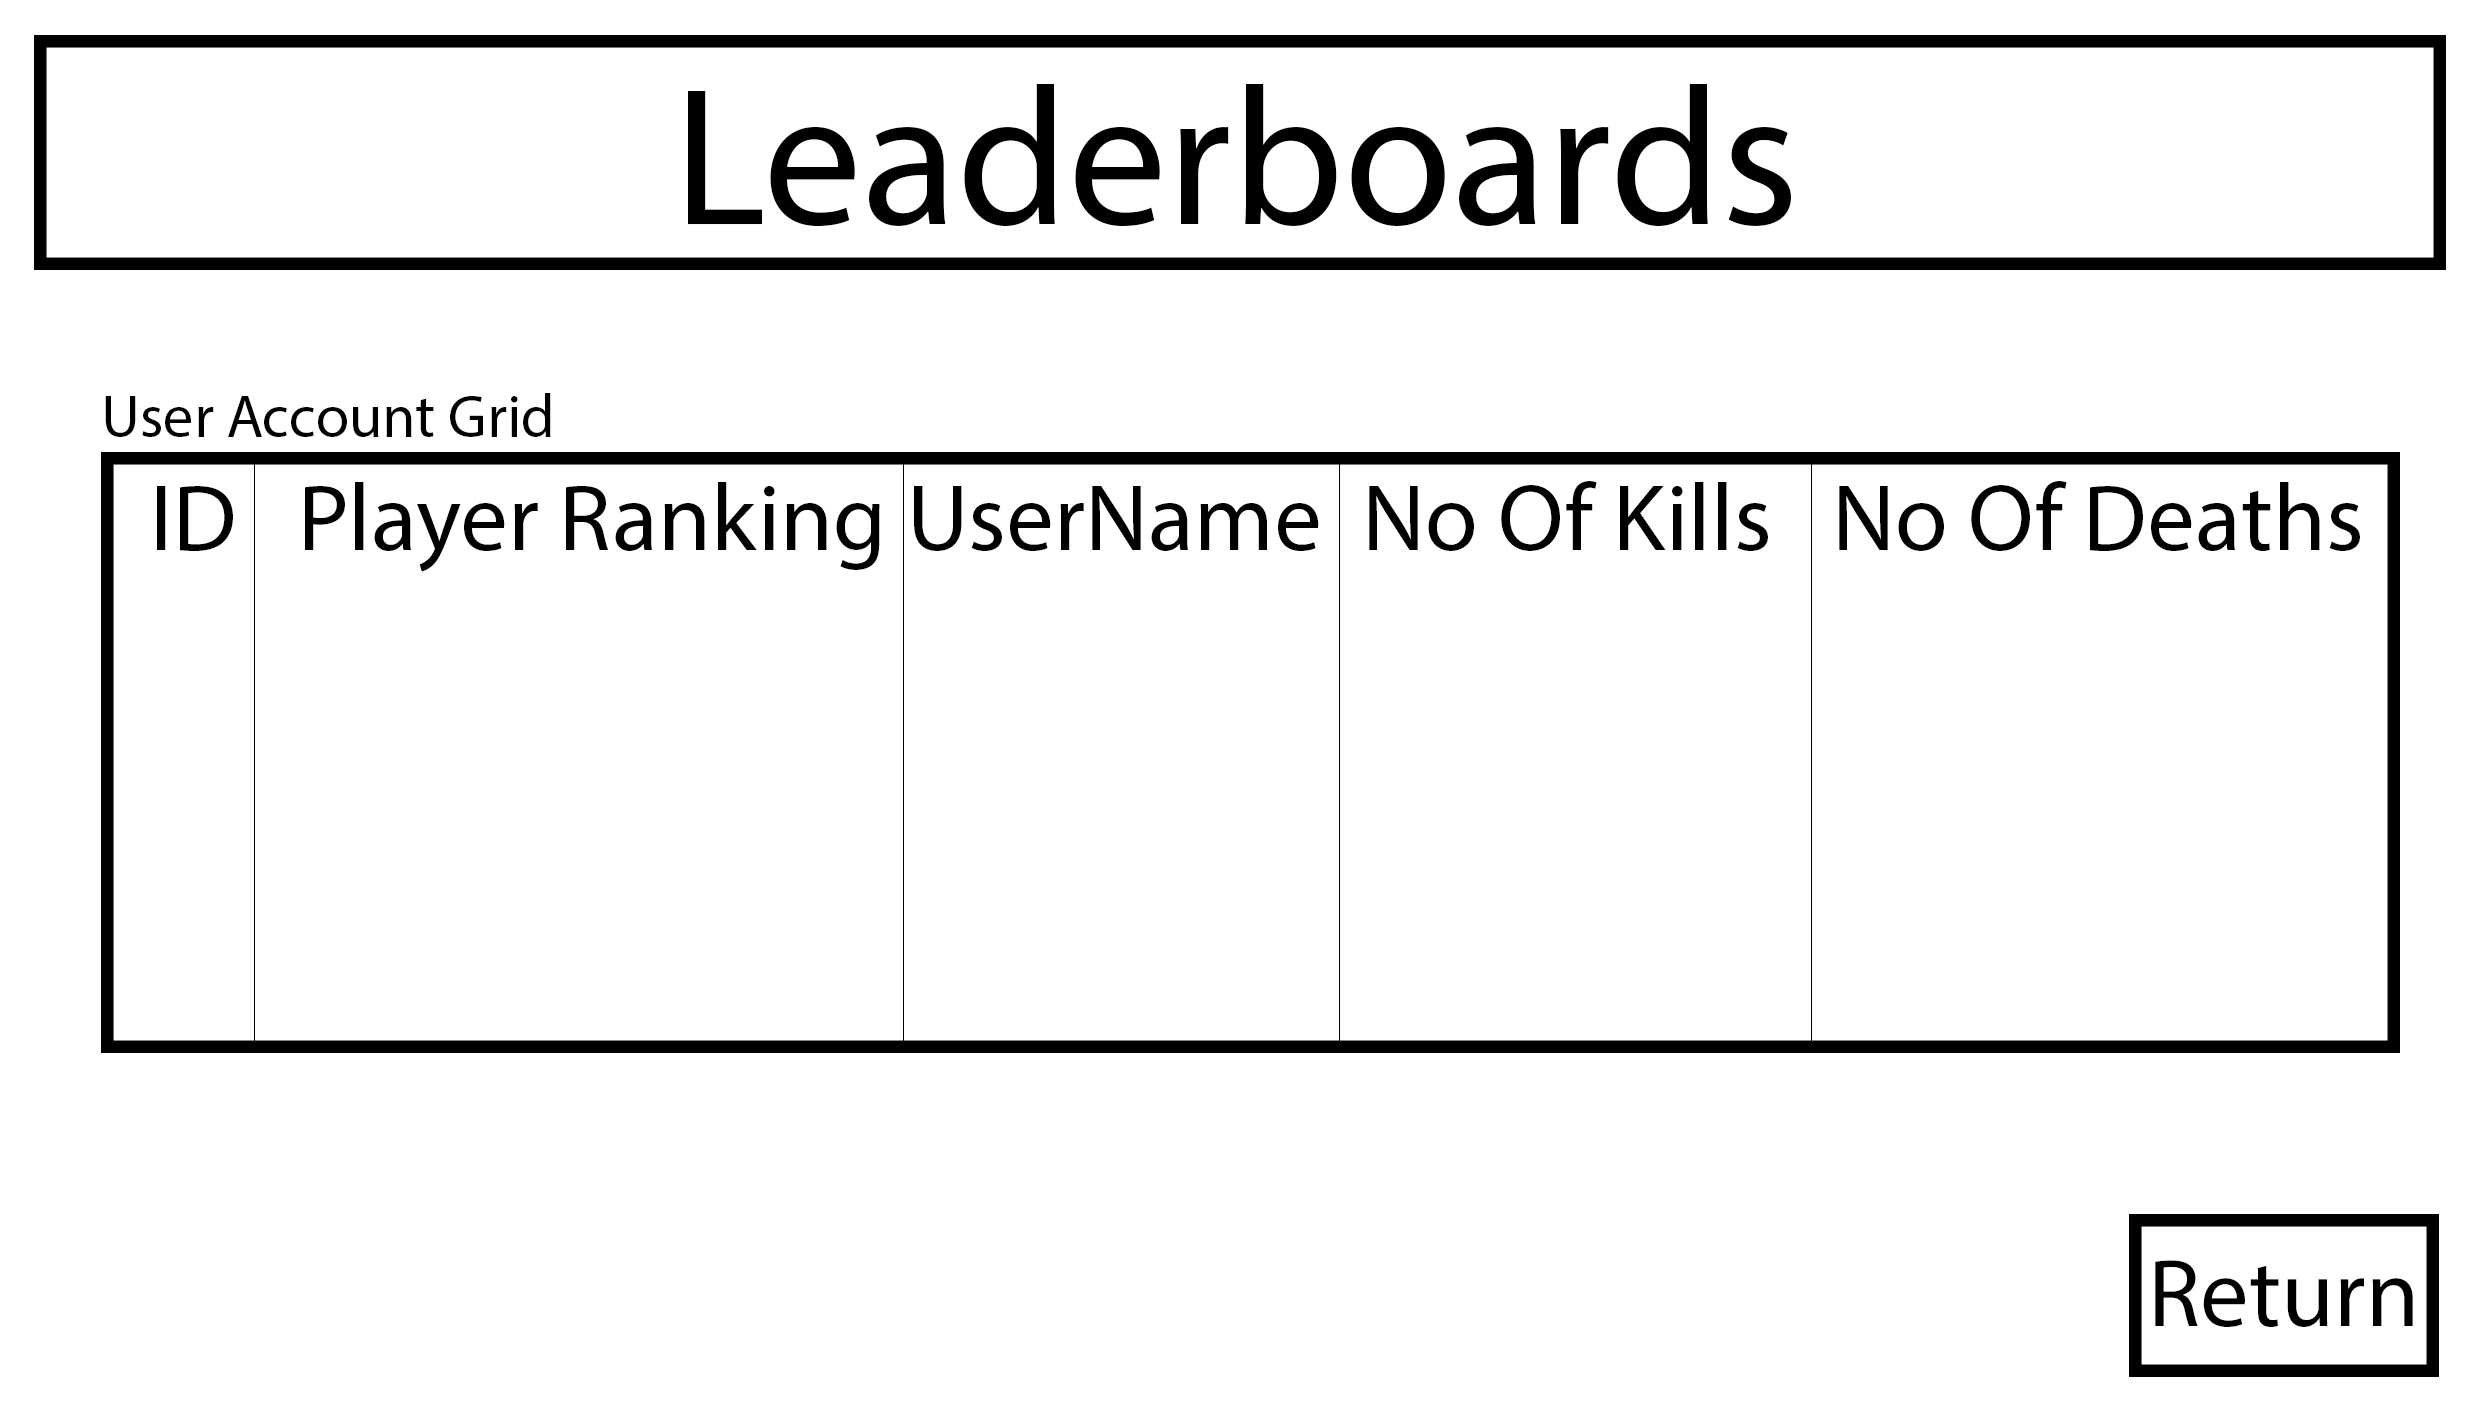 Leaderboards
User Account Grid
ID Player Ranking UserName No Of Kills No Of Deaths
Return